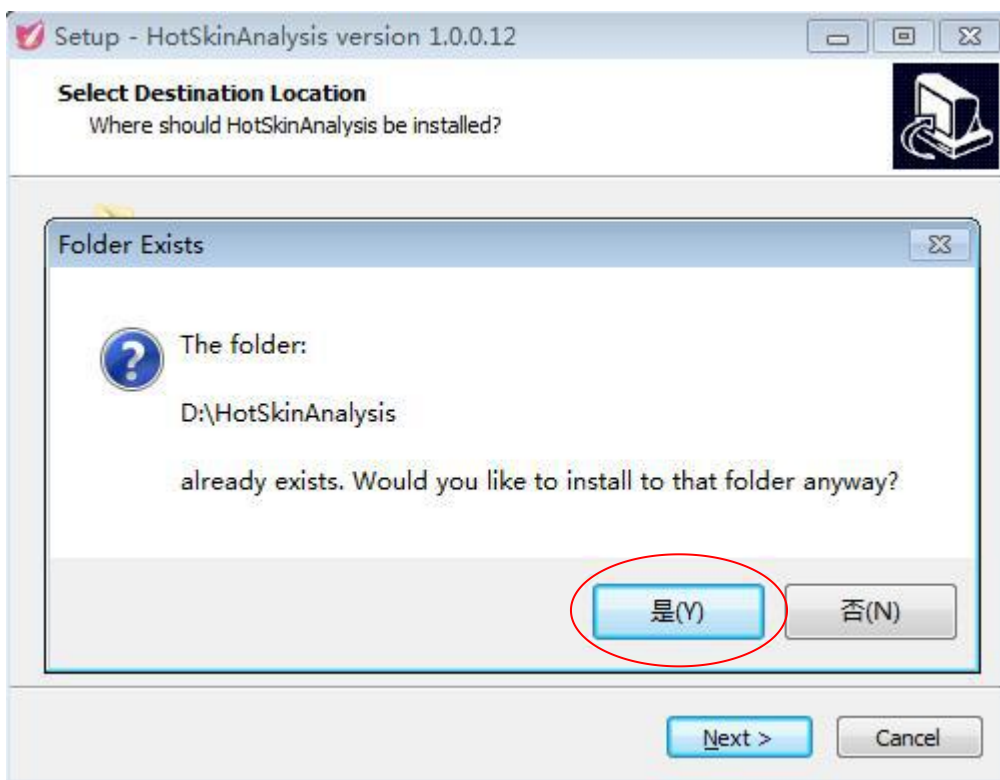 Setup - HotSkinAnalysis version 1.0.0.12
Select Destination Location
Where should HotSkinAnalysis be installed?
Folder Exists
The folder:
D:\HotSkinAnalysis
already exists. Would you like to install to that folder anyway?
是(Y)
否(N)
Next >
Cancel